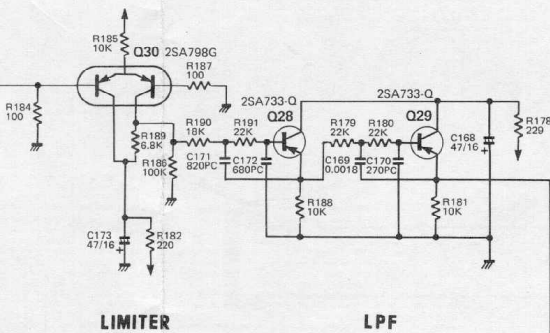 R185
10K
Q30 2SA798G
R187
100
R184
100
R189
6.8K
R190
18K
R191
22K
2SA733-Q
Q28
R186
100K
C171
820PC
C172
680PC
R179
22K
R180
22K
2SA733-Q
Q29
C169
0.0018
C170
270PC
C168
47/16
+
R178
229
R188
10K
R181
10K
C173
47/16
+
R182
220
LIMITER
LPF